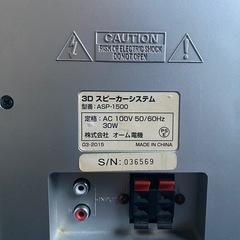 CAUTION
RISK OF ELECTRIC SHOCK
DO NOT OPEN
3D スピーカーシステム
型番: ASP-1500
定格: AC 100V 50/60Hz
30W
株式会社 オーム電機
03-2015 MADE IN CHINA
S/N: 036569